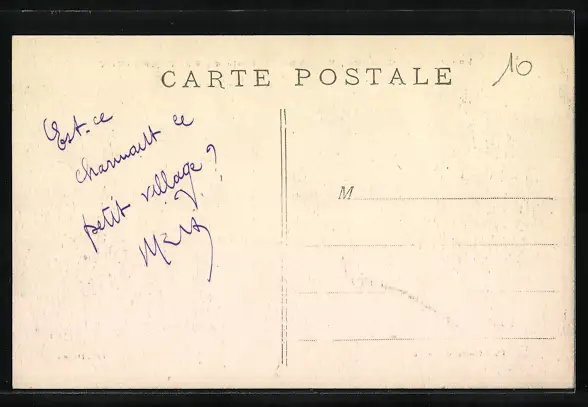 CARTE POSTALE
10
Est-ce
charmant ce
petit village ?
M